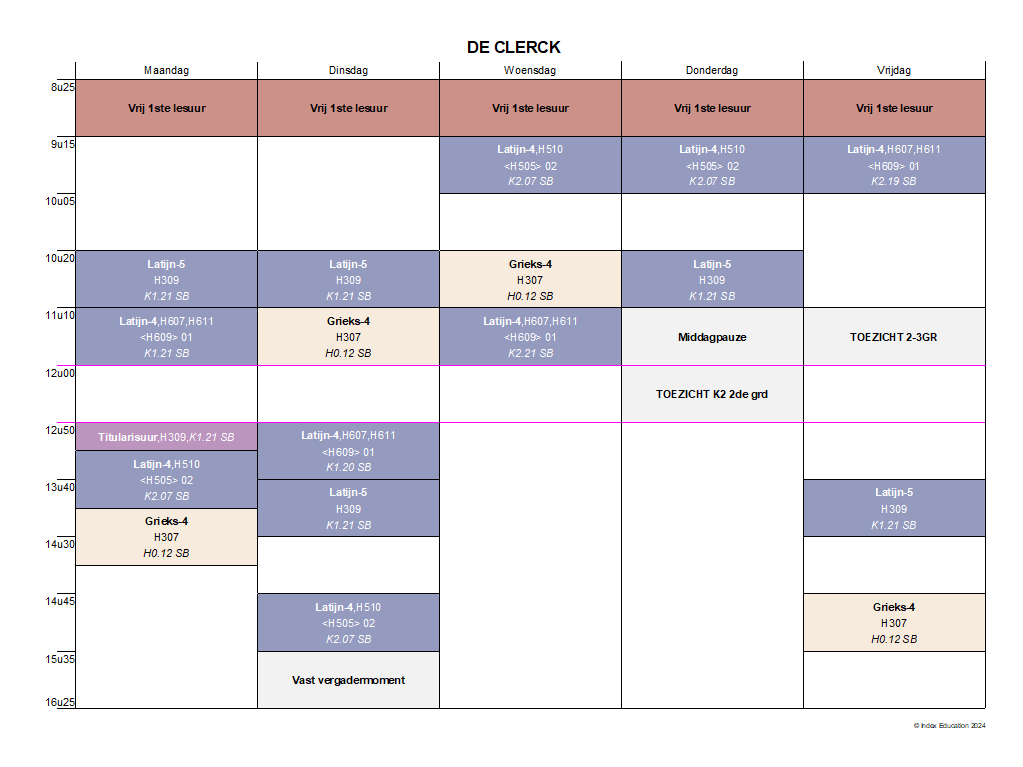 DE CLERCK
Maandag Dinsdag Woensdag Donderdag Vrijdag
8u25
Vrij 1ste lesuur Vrij 1ste lesuur Vrij 1ste lesuur Vrij 1ste lesuur Vrij 1ste lesuur
9u15
Latijn-4,H510 Latijn-4,H510 Latijn-4,H607,H611
<H505> 02 <H505> 02 <H609> 01
K2.07 SB K2.07 SB K2.19 SB
10u05
10u20
Latijn-5 Latijn-5 Grieks-4 Latijn-5
H309 H309 H307 H309
K1.21 SB K1.21 SB H0.12 SB K1.21 SB
11u10
Latijn-4,H607,H611 Grieks-4 Latijn-4,H607,H611
<H609> 01 H307 <H609> 01 Middagpauze TOEZICHT 2-3GR
K1.21 SB H0.12 SB K2.21 SB
12u00
TOEZICHT K2 2de grd
12u50
Titularisuur,H309,K1.21 SB Latijn-4,H607,H611
<H609> 01
Latijn-4,H510 K1.20 SB
<H505> 02
13u40
K2.07 SB Latijn-5 Latijn-5
H309 H309
Grieks-4 K1.21 SB K1.21 SB
H307
14u30
H0.12 SB
14u45
Latijn-4,H510 Grieks-4
<H505> 02 H307
K2.07 SB H0.12 SB
15u35
Vast vergadermoment
16u25
© Index Education 2024